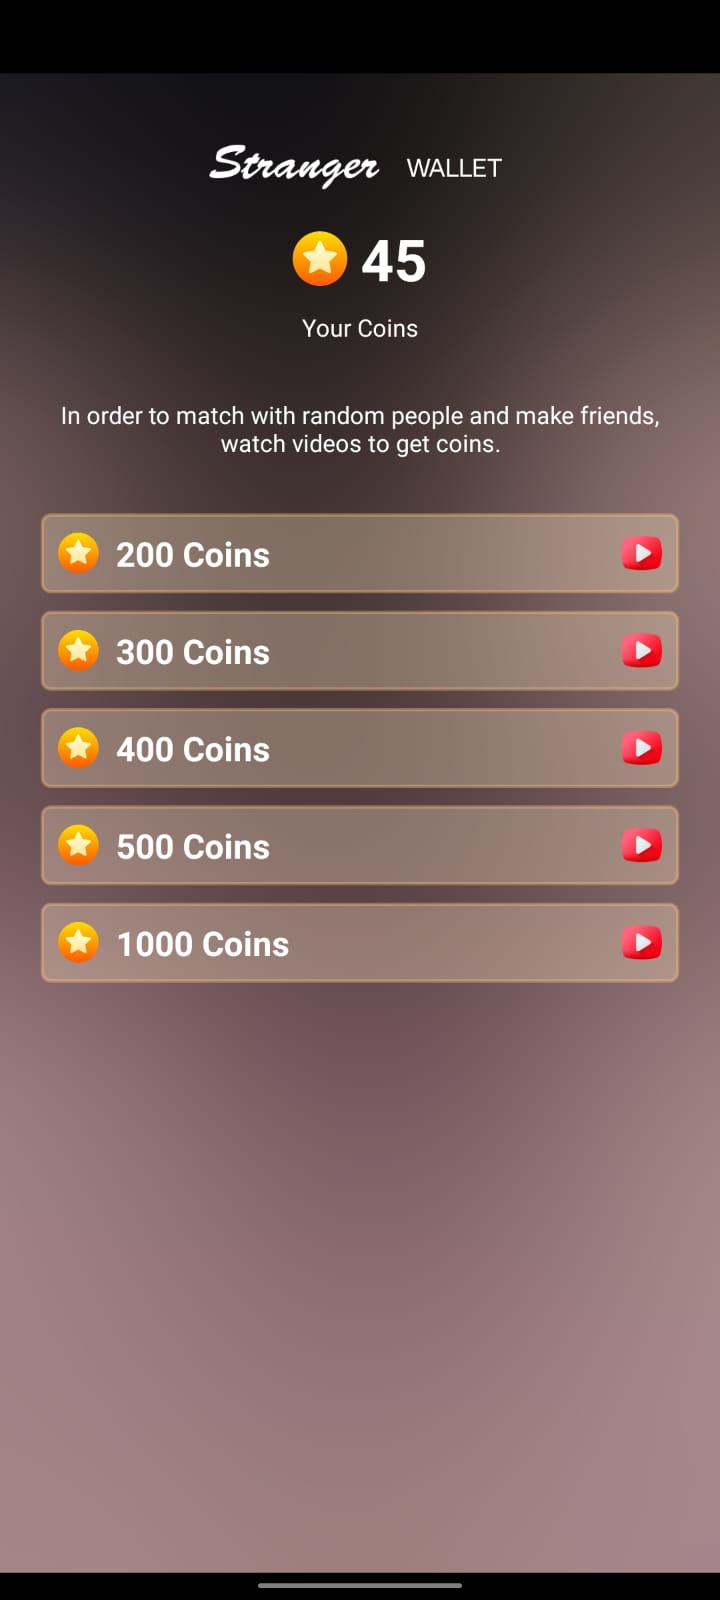 Stranger WALLET
45
Your Coins
In order to match with random people and make friends,
watch videos to get coins.
200 Coins
300 Coins
400 Coins
500 Coins
1000 Coins